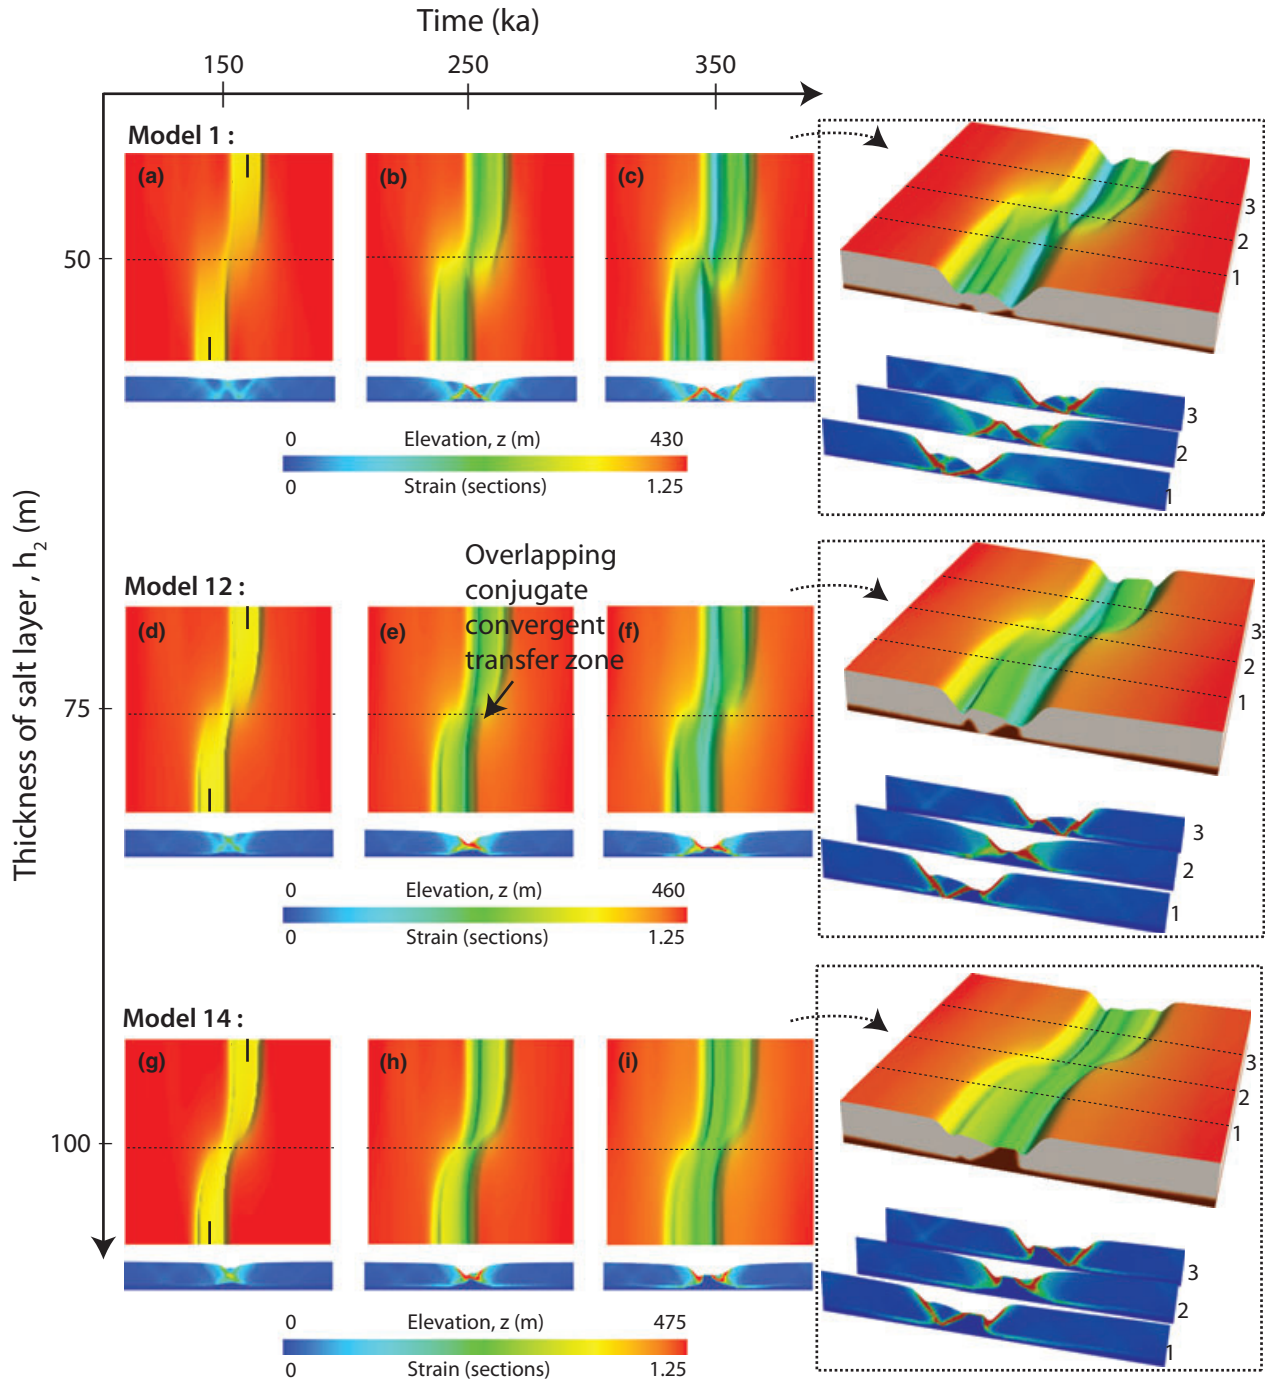 Time (ka)
150 250 350
Model 1 :
(a) (b) (c)
50
3
2
1
3
2
1
0 Elevation, z (m) 430
0 Strain (sections) 1.25
Thickness of salt layer , h2 (m)
Overlapping
conjugate
convergent
transfer zone
Model 12 :
(d) (e) (f)
75
3
2
1
3
2
1
0 Elevation, z (m) 460
0 Strain (sections) 1.25
Model 14 :
(g) (h) (i)
100
3
2
1
3
2
1
0 Elevation, z (m) 475
0 Strain (sections) 1.25